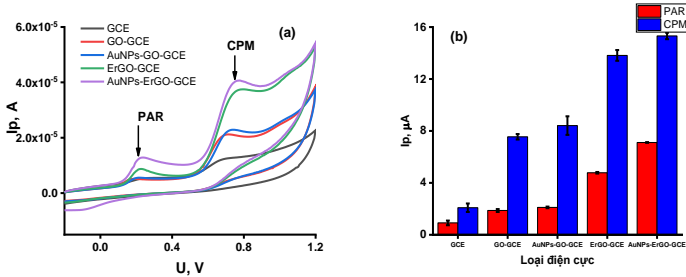 GCE
GO-GCE
AuNPs-GO-GCE
ErGO-GCE
AuNPs-ErGO-GCE
(a)
CPM
PAR
6.0x10⁻⁵
4.0x10⁻⁵
2.0x10⁻⁵
0.0
Ip, A
0.0 0.4 0.8 1.2
U, V
PAR
CPM
(b)
16
12
8
4
0
Ip, µA
GCE GO-GCE AuNPs-GO-GCE ErGO-GCE AuNPs-ErGO-GCE
Loại điện cực